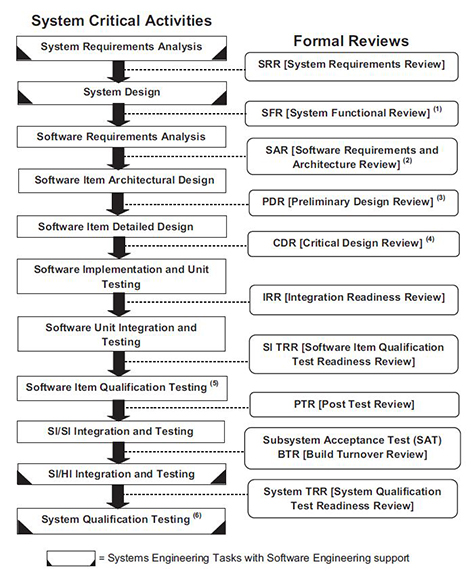 System Critical Activities
Formal Reviews
System Requirements Analysis
SRR [System Requirements Review]
System Design
SFR [System Functional Review] (1)
Software Requirements Analysis
SAR [Software Requirements and
Architecture Review] (2)
Software Item Architectural Design
PDR [Preliminary Design Review] (3)
Software Item Detailed Design
CDR [Critical Design Review] (4)
Software Implementation and Unit
Testing
IRR [Integration Readiness Review]
Software Unit Integration and
Testing
SI TRR [Software Item Qualification
Test Readiness Review]
Software Item Qualification Testing (5)
PTR [Post Test Review]
SI/SI Integration and Testing
Subsystem Acceptance Test (SAT)
BTR [Build Turnover Review]
SI/HI Integration and Testing
System TRR [System Qualification
Test Readiness Review]
System Qualification Testing (6)
= Systems Engineering Tasks with Software Engineering support